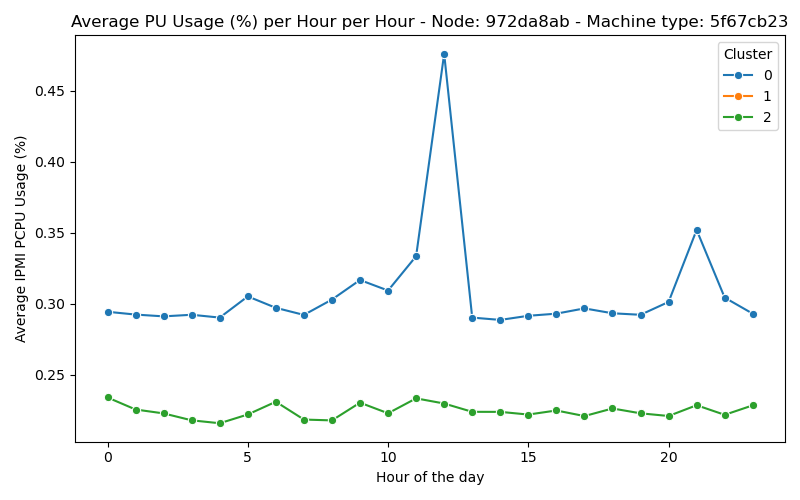 Average PU Usage (%) per Hour per Hour - Node: 972da8ab - Machine type: 5f67cb23
Cluster
0
1
2
Average IPMI PCPU Usage (%)
0.45
0.40
0.35
0.30
0.25
0 5 10 15 20
Hour of the day